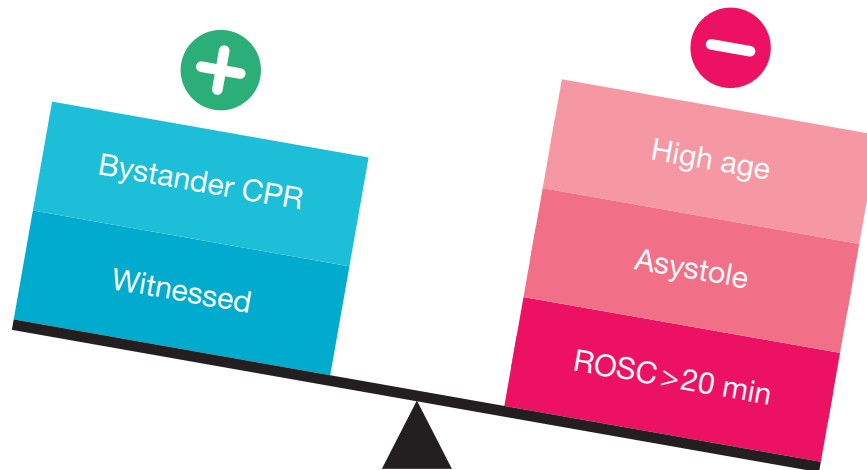 Bystander CPR
Witnessed
High age
Asystole
ROSC>20 min